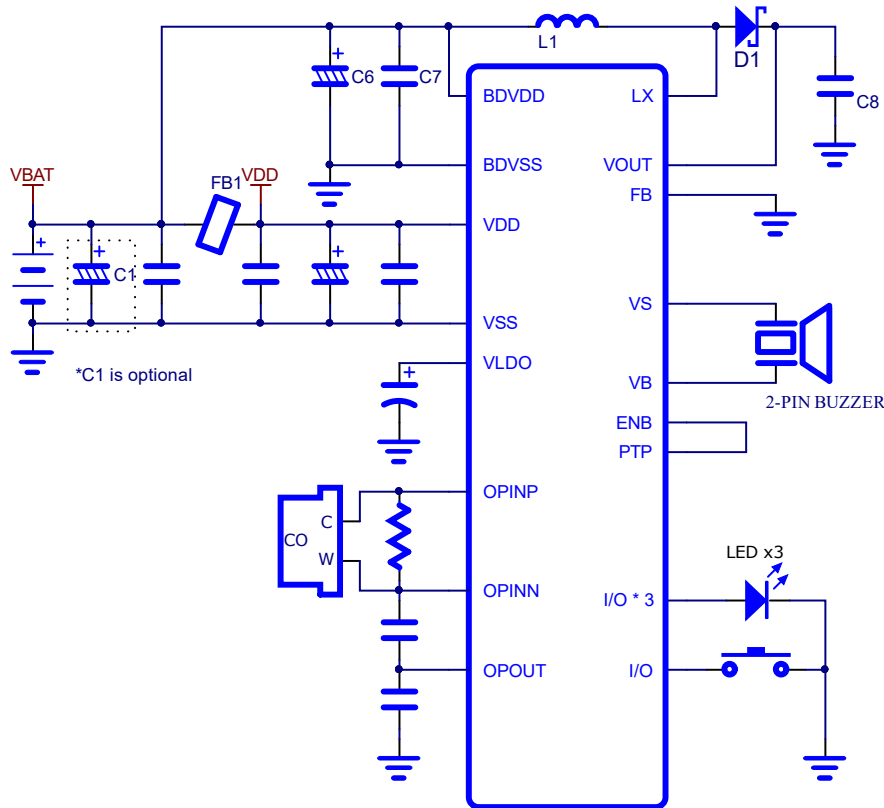 L1
D1
C6
C7
C8
BDVDD
LX
BDVSS
VOUT
VBAT
FB1
VDD
FB
VDD
C1
VSS
VS
*C1 is optional
VLDO
VB
2-PIN BUZZER
ENB
PTP
OPINP
C
CO
W
LED x3
OPINN
I/O * 3
OPOUT
I/O